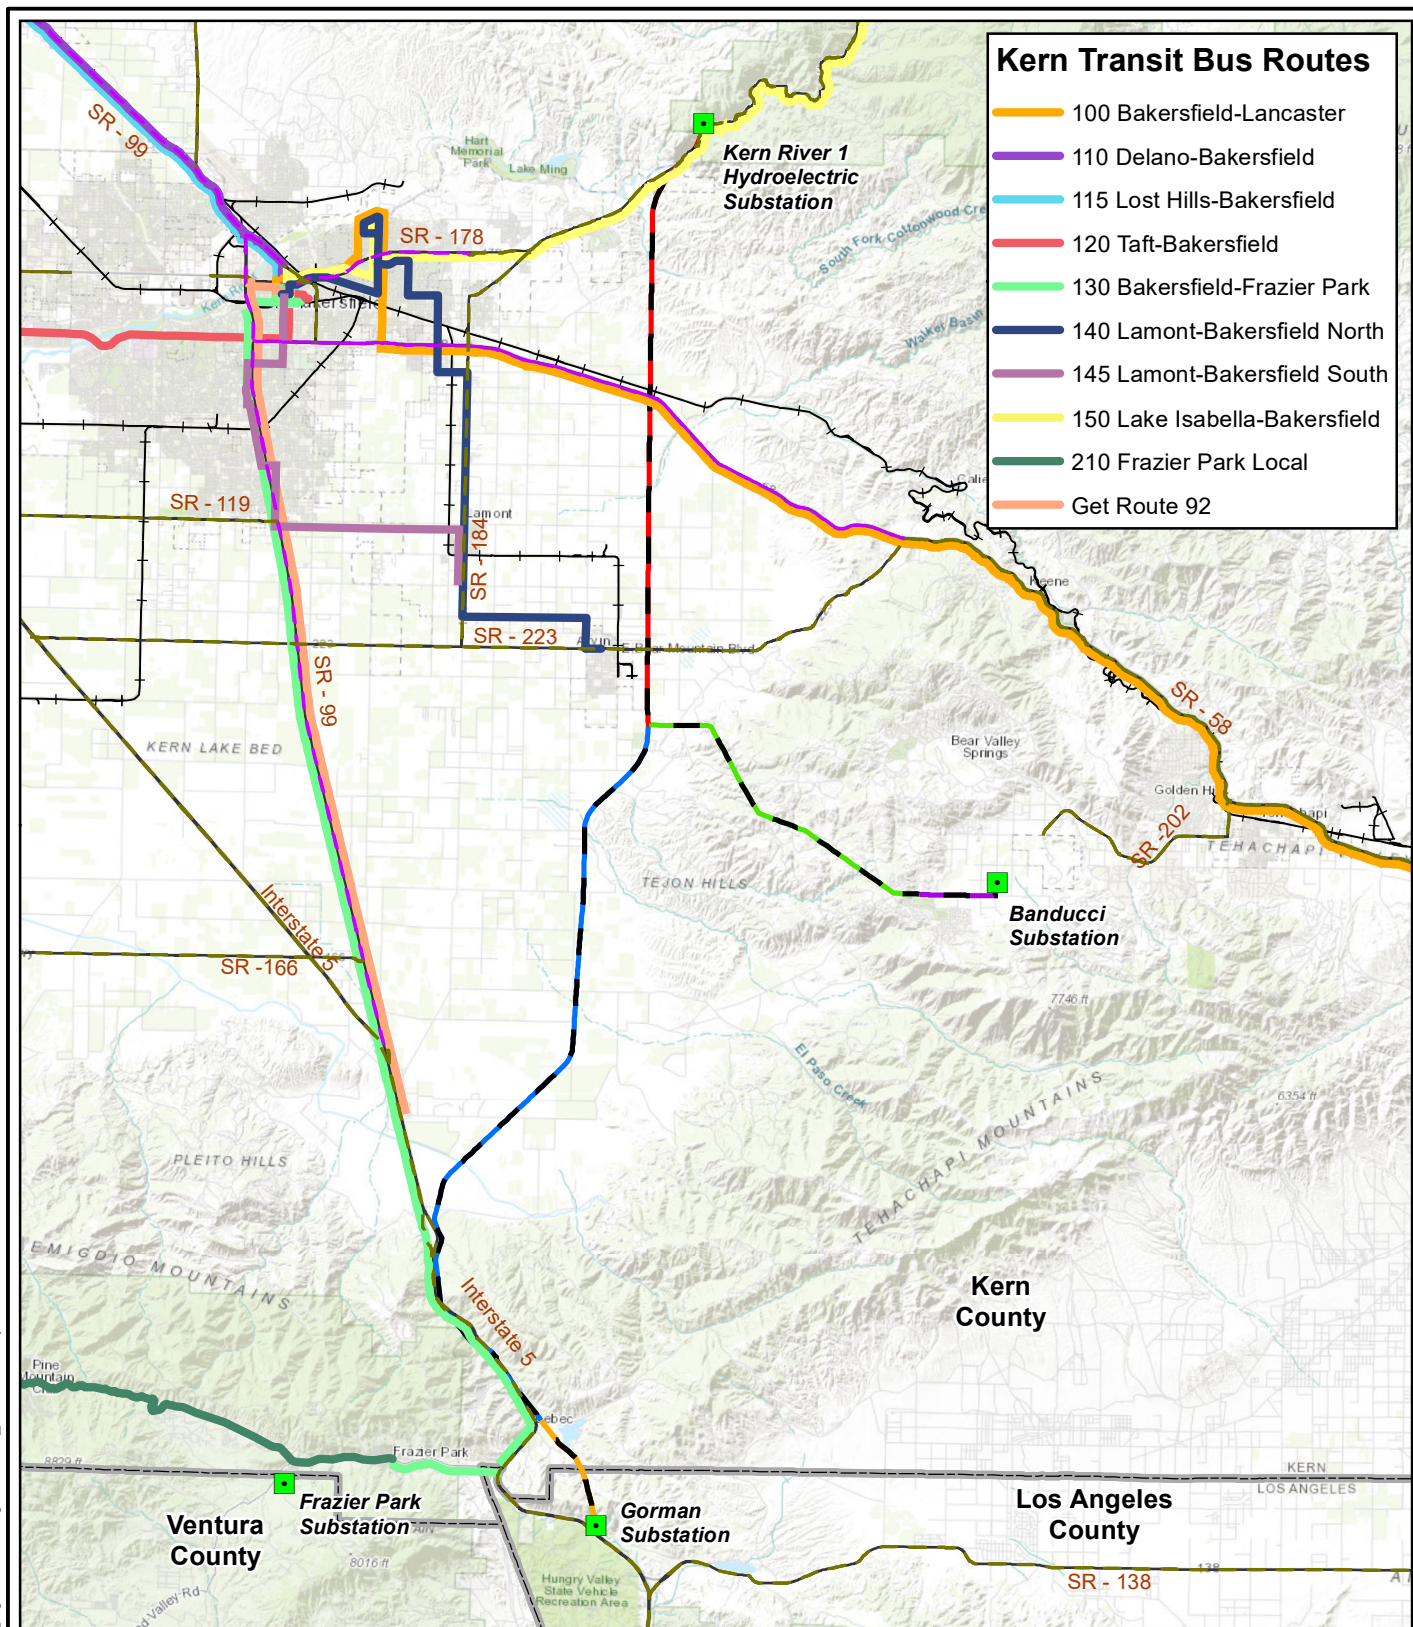 Kern Transit Bus Routes
100 Bakersfield-Lancaster
110 Delano-Bakersfield
115 Lost Hills-Bakersfield
120 Taft-Bakersfield
130 Bakersfield-Frazier Park
140 Lamont-Bakersfield North
145 Lamont-Bakersfield South
150 Lake Isabella-Bakersfield
210 Frazier Park Local
Get Route 92
SR - 99
Hart
Memorial
Park
Lake Ming
Kern River 1
Hydroelectric
Substation
South Fork Cottonwood
SR - 178
Walker Basin
SR - 119
Lamont
SR - 184
Keene
SR - 223
223
E Bear Mountain Blvd
SR - 99
SR - 58
KERN LAKE BED
Bear Valley
Springs
Golden
SR -202
TEHACHAPI
TEJON HILLS
Banducci
Substation
Interstate 5
SR -166
7746 ft
El Paso Creek
6354 ft
TEHACHAPI MOUNTAINS
PLEITO HILLS
EMIGDIO MOUNTAINS
Kern
County
Interstate 5
Pine
Mountain
Frazier Park
8829 ft
KERN
LOS ANGELES
Frazier Park
Substation
Gorman
Substation
Los Angeles
County
Ventura
County
8016 ft
Valley Rd
Hungry Valley
State Vehicle
Recreation Area
138
SR - 138